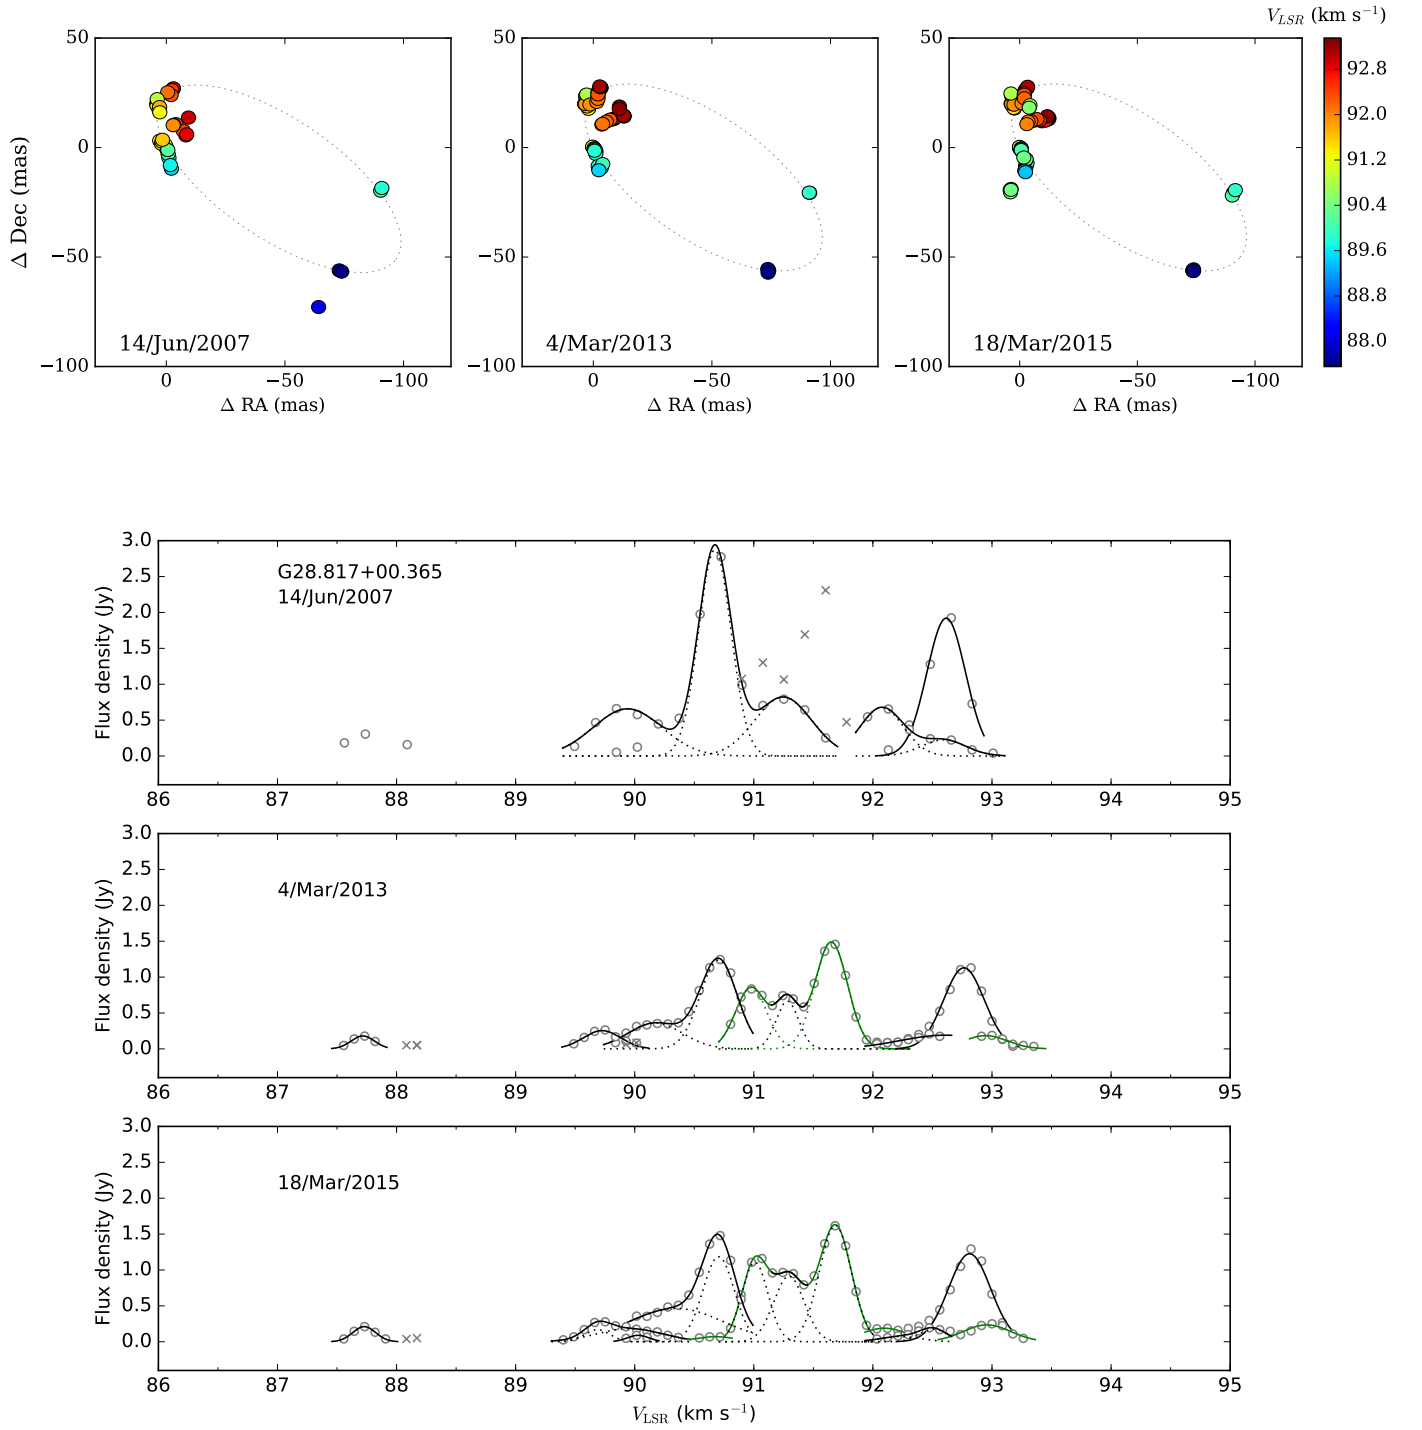 V_LSR (km s⁻¹)
50
0
−50
−100
Δ Dec (mas)
14/Jun/2007
0 −50 −100
Δ RA (mas)
50
0
−50
−100
4/Mar/2013
0 −50 −100
Δ RA (mas)
50
0
−50
−100
18/Mar/2015
0 −50 −100
Δ RA (mas)
92.8
92.0
91.2
90.4
89.6
88.8
88.0
3.0
2.5
2.0
1.5
1.0
0.5
0.0
Flux density (Jy)
G28.817+00.365
14/Jun/2007
86 87 88 89 90 91 92 93 94 95
3.0
2.5
2.0
1.5
1.0
0.5
0.0
Flux density (Jy)
4/Mar/2013
86 87 88 89 90 91 92 93 94 95
3.0
2.5
2.0
1.5
1.0
0.5
0.0
Flux density (Jy)
18/Mar/2015
86 87 88 89 90 91 92 93 94 95
V_LSR (km s⁻¹)